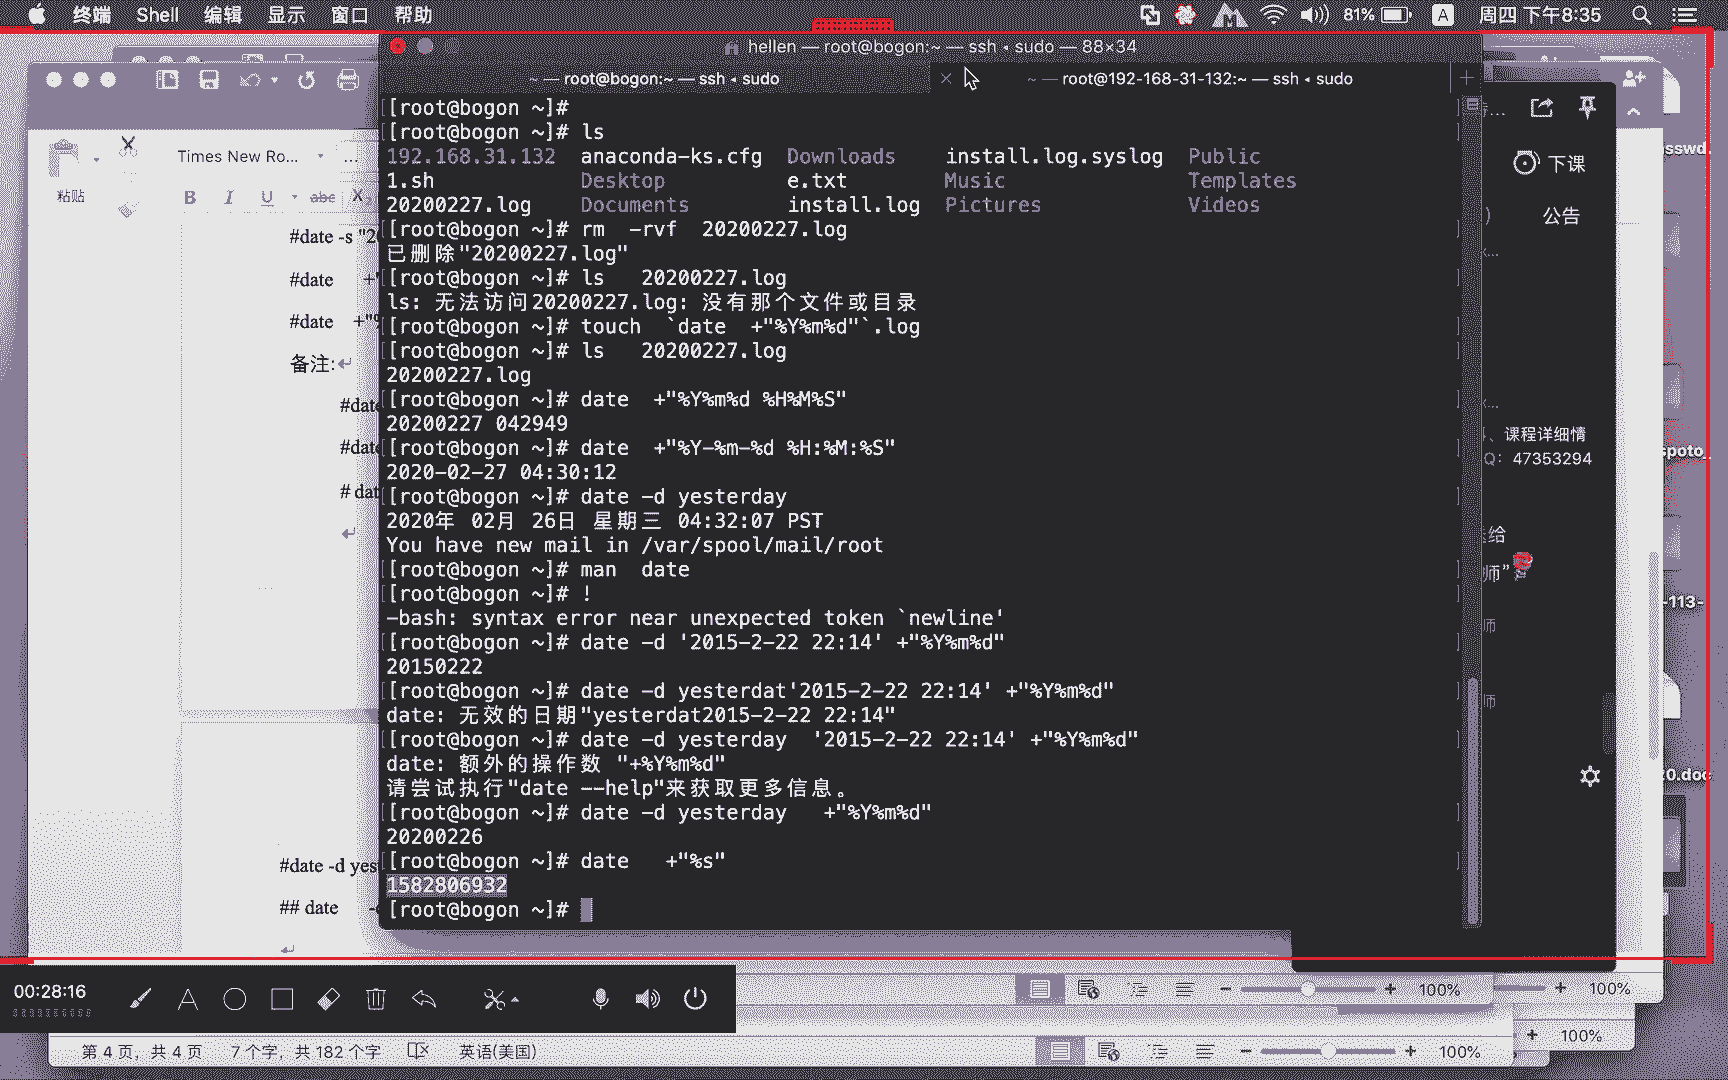 终端 Shell 编辑 显示 窗口 帮助 81% A 周四 下午8:35
hellen — root@bogon:~ — ssh ◂ sudo — 88×34
~ — root@bogon:~ — ssh ◂ sudo
~ — root@192-168-31-132:~ — ssh ◂ sudo
[root@bogon ~]#
[root@bogon ~]# ls
192.168.31.132 anaconda-ks.cfg Downloads install.log.syslog Public
1.sh Desktop e.txt Music Templates
20200227.log Documents install.log Pictures Videos
[root@bogon ~]# rm -rvf 20200227.log
已删除"20200227.log"
[root@bogon ~]# ls 20200227.log
ls: 无法访问20200227.log: 没有那个文件或目录
[root@bogon ~]# touch `date +"%Y%m%d"`.log
[root@bogon ~]# ls 20200227.log
20200227.log
[root@bogon ~]# date +"%Y%m%d %H%M%S"
20200227 042949
[root@bogon ~]# date +"%Y-%m-%d %H:%M:%S"
2020-02-27 04:30:12
[root@bogon ~]# date -d yesterday
2020年 02月 26日 星期三 04:32:07 PST
You have new mail in /var/spool/mail/root
[root@bogon ~]# man date
[root@bogon ~]# !
-bash: syntax error near unexpected token `newline'
[root@bogon ~]# date -d '2015-2-22 22:14' +"%Y%m%d"
20150222
[root@bogon ~]# date -d yesterdat'2015-2-22 22:14' +"%Y%m%d"
date: 无效的日期"yesterdat2015-2-22 22:14"
[root@bogon ~]# date -d yesterday '2015-2-22 22:14' +"%Y%m%d"
date: 额外的操作数 "+%Y%m%d"
请尝试执行"date --help"来获取更多信息。
[root@bogon ~]# date -d yesterday +"%Y%m%d"
20200226
[root@bogon ~]# date +"%s"
1582806932
[root@bogon ~]#
粘贴
Times New Ro...
B I U abc X
#date -s "2
#date +"
#date +"%
备注:
#date
#date
# dat
#date -d yes
## date -
下课
公告
、课程详细情
Q: 47353294
给
师"
师
师
sswd
spoto
-113-
0.doc
00:28:16
100%
100%
100%
第 4 页，共 4 页 7 个字，共 182 个字 英语(美国)
100%